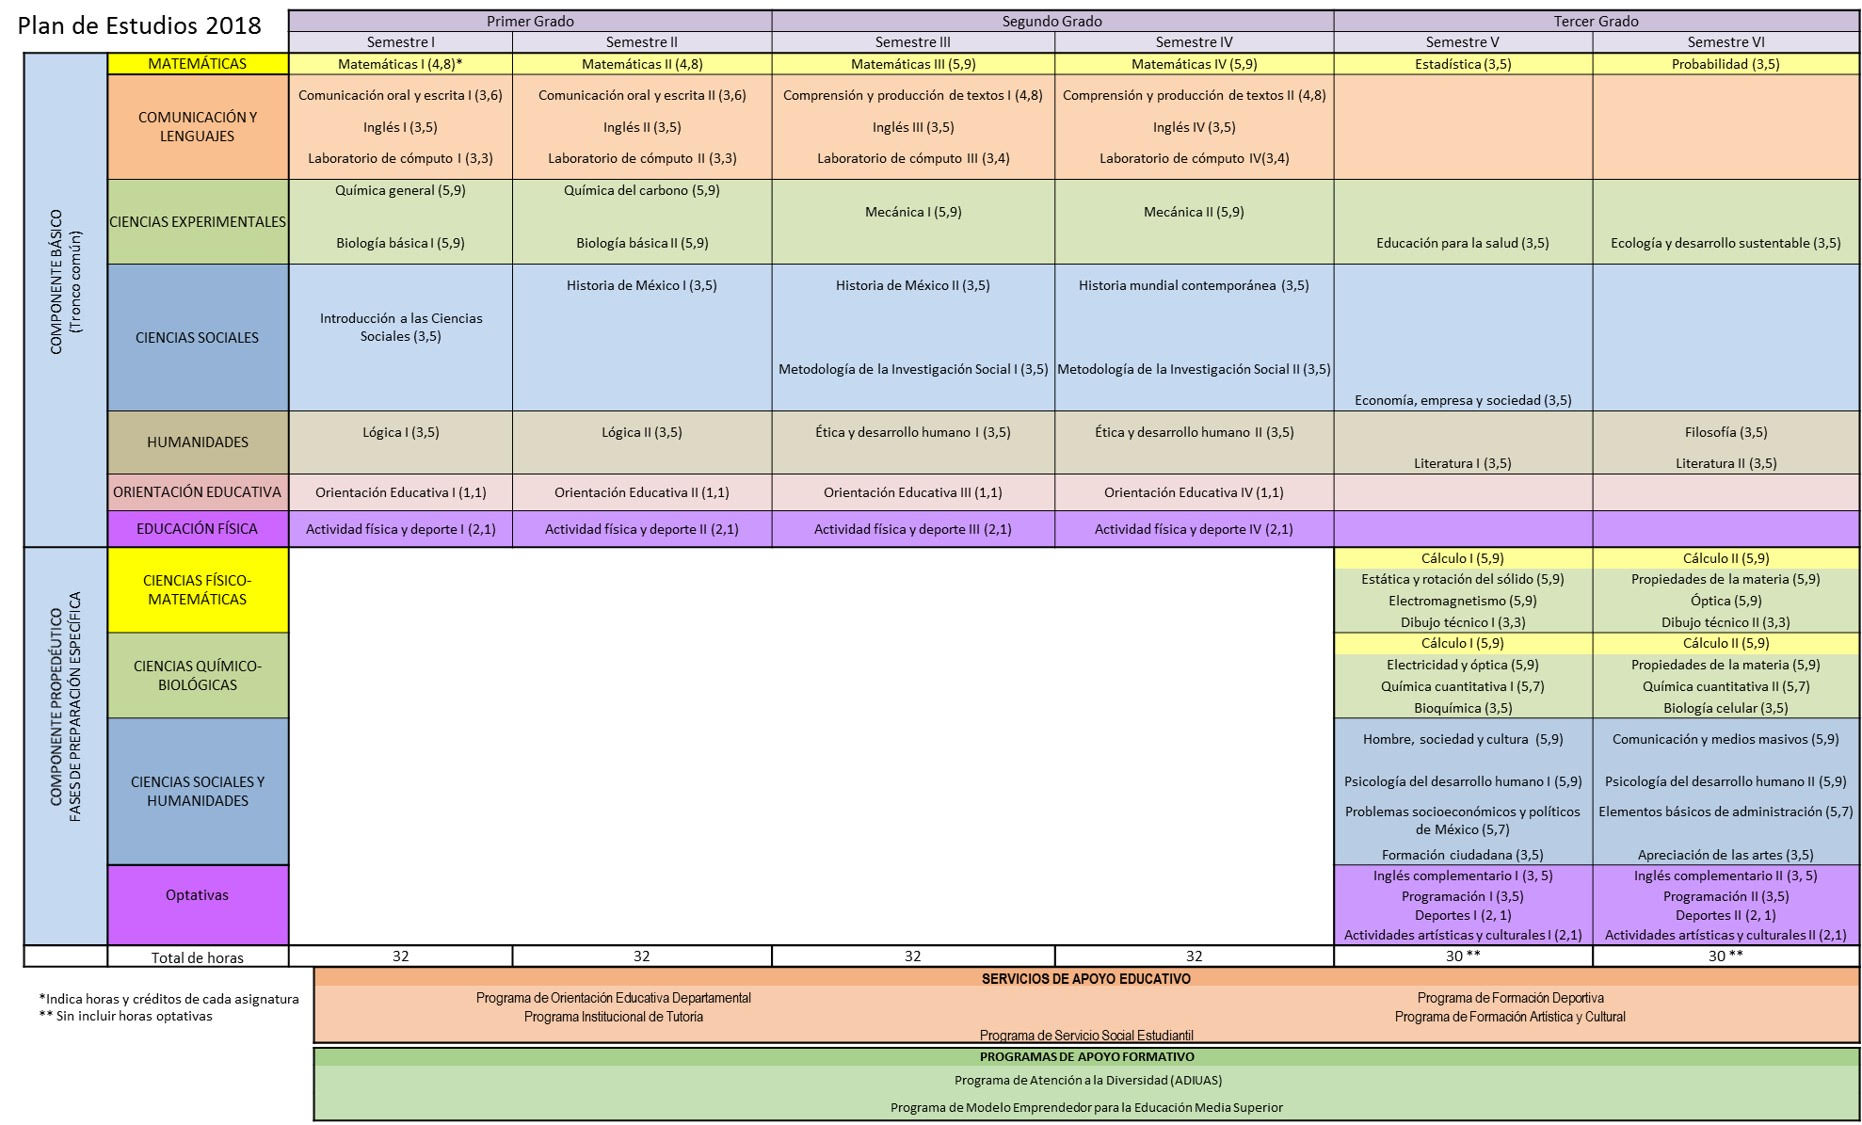 Plan de Estudios 2018
Primer Grado
Segundo Grado
Tercer Grado
Semestre I
Semestre II
Semestre III
Semestre IV
Semestre V
Semestre VI
COMPONENTE BÁSICO
(Tronco común)
MATEMÁTICAS
Matemáticas I (4,8)*
Matemáticas II (4,8)
Matemáticas III (5,9)
Matemáticas IV (5,9)
Estadística (3,5)
Probabilidad (3,5)
COMUNICACIÓN Y
LENGUAJES
Comunicación oral y escrita I (3,6)
Comunicación oral y escrita II (3,6)
Comprensión y producción de textos I (4,8)
Comprensión y producción de textos II (4,8)
Inglés I (3,5)
Inglés II (3,5)
Inglés III (3,5)
Inglés IV (3,5)
Laboratorio de cómputo I (3,3)
Laboratorio de cómputo II (3,3)
Laboratorio de cómputo III (3,4)
Laboratorio de cómputo IV(3,4)
CIENCIAS EXPERIMENTALES
Química general (5,9)
Química del carbono (5,9)
Mecánica I (5,9)
Mecánica II (5,9)
Biología básica I (5,9)
Biología básica II (5,9)
Educación para la salud (3,5)
Ecología y desarrollo sustentable (3,5)
CIENCIAS SOCIALES
Historia de México I (3,5)
Historia de México II (3,5)
Historia mundial contemporánea (3,5)
Introducción a las Ciencias
Sociales (3,5)
Metodología de la Investigación Social I (3,5)
Metodología de la Investigación Social II (3,5)
Economía, empresa y sociedad (3,5)
HUMANIDADES
Lógica I (3,5)
Lógica II (3,5)
Ética y desarrollo humano I (3,5)
Ética y desarrollo humano II (3,5)
Filosofía (3,5)
Literatura I (3,5)
Literatura II (3,5)
ORIENTACIÓN EDUCATIVA
Orientación Educativa I (1,1)
Orientación Educativa II (1,1)
Orientación Educativa III (1,1)
Orientación Educativa IV (1,1)
EDUCACIÓN FÍSICA
Actividad física y deporte I (2,1)
Actividad física y deporte II (2,1)
Actividad física y deporte III (2,1)
Actividad física y deporte IV (2,1)
COMPONENTE PROPEDÉUTICO
FASES DE PREPARACIÓN ESPECÍFICA
CIENCIAS FÍSICO-
MATEMÁTICAS
Cálculo I (5,9)
Cálculo II (5,9)
Estática y rotación del sólido (5,9)
Propiedades de la materia (5,9)
Electromagnetismo (5,9)
Óptica (5,9)
Dibujo técnico I (3,3)
Dibujo técnico II (3,3)
CIENCIAS QUÍMICO-
BIOLÓGICAS
Cálculo I (5,9)
Cálculo II (5,9)
Electricidad y óptica (5,9)
Propiedades de la materia (5,9)
Química cuantitativa I (5,7)
Química cuantitativa II (5,7)
Bioquímica (3,5)
Biología celular (3,5)
CIENCIAS SOCIALES Y
HUMANIDADES
Hombre, sociedad y cultura (5,9)
Comunicación y medios masivos (5,9)
Psicología del desarrollo humano I (5,9)
Psicología del desarrollo humano II (5,9)
Problemas socioeconómicos y políticos
de México (5,7)
Elementos básicos de administración (5,7)
Formación ciudadana (3,5)
Apreciación de las artes (3,5)
Optativas
Inglés complementario I (3, 5)
Inglés complementario II (3, 5)
Programación I (3,5)
Programación II (3,5)
Deportes I (2, 1)
Deportes II (2, 1)
Actividades artísticas y culturales I (2,1)
Actividades artísticas y culturales II (2,1)
Total de horas
32
32
32
32
30 **
30 **
*Indica horas y créditos de cada asignatura
** Sin incluir horas optativas
SERVICIOS DE APOYO EDUCATIVO
Programa de Orientación Educativa Departamental
Programa de Formación Deportiva
Programa Institucional de Tutoría
Programa de Formación Artística y Cultural
Programa de Servicio Social Estudiantil
PROGRAMAS DE APOYO FORMATIVO
Programa de Atención a la Diversidad (ADIUAS)
Programa de Modelo Emprendedor para la Educación Media Superior